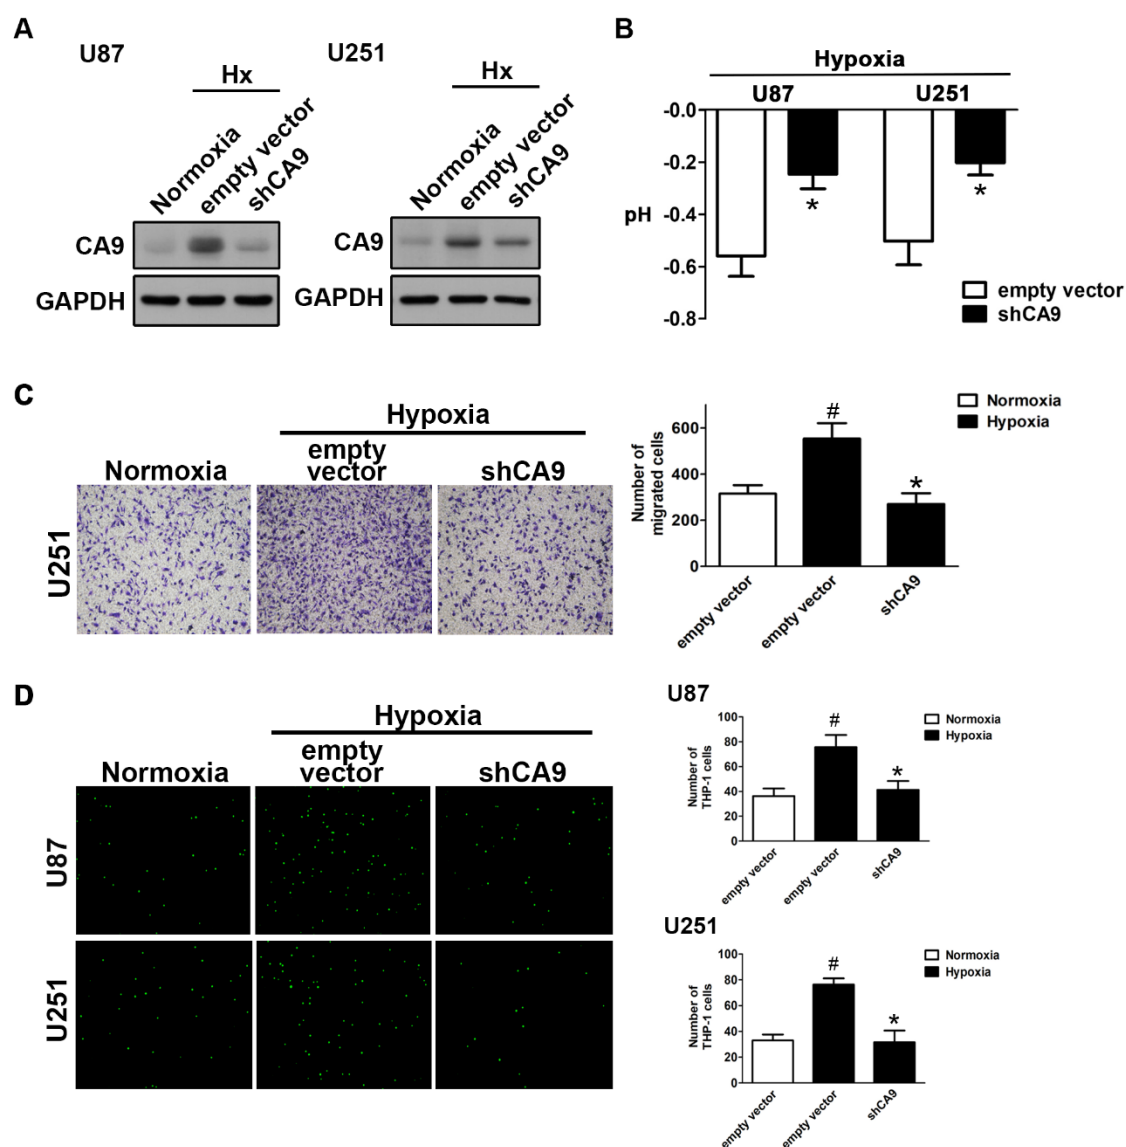 A
U87
Hx
Normoxia
empty vector
shCA9
CA9
GAPDH
U251
Hx
Normoxia
empty vector
shCA9
CA9
GAPDH
B
Hypoxia
U87 U251
-0.0
-0.2
-0.4
-0.6
-0.8
pH
*
*
empty vector
shCA9
C
Hypoxia
Normoxia
empty
vector
shCA9
U251
Number of
migrated cells
600
400
200
0
#
*
Normoxia
Hypoxia
empty vector
empty vector
shCA9
D
Hypoxia
Normoxia
empty
vector
shCA9
U87
U251
U87
Number of
THP-1 cells
100
80
60
40
20
0
#
*
Normoxia
Hypoxia
empty vector
empty vector
shCA9
U251
Number of
THP-1 cells
100
80
60
40
20
0
#
*
Normoxia
Hypoxia
empty vector
empty vector
shCA9